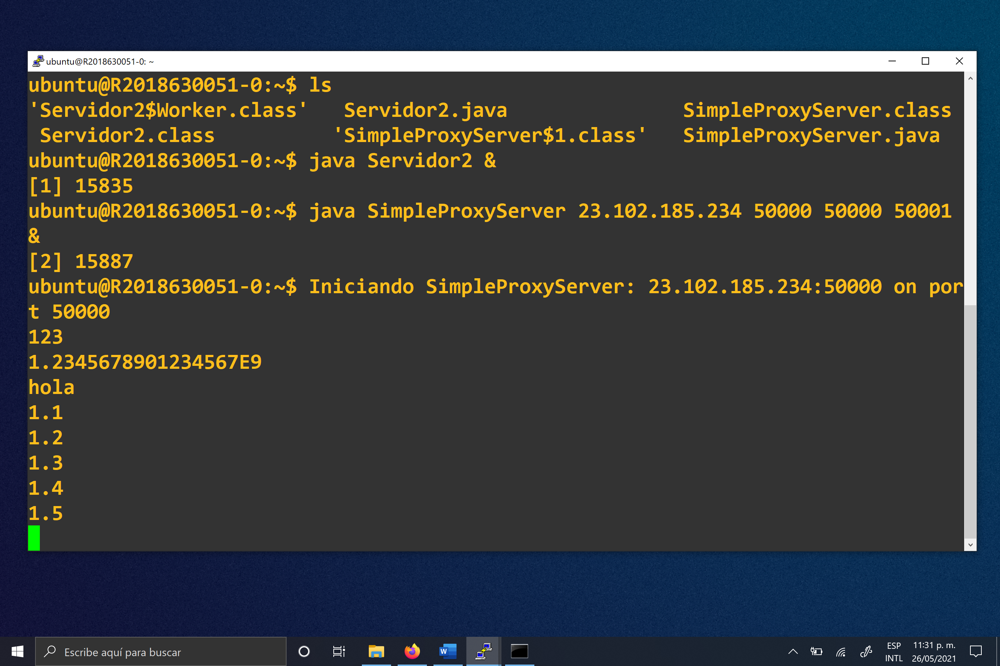 ubuntu@R2018630051-0: ~
ubuntu@R2018630051-0:~$ ls
'Servidor2$Worker.class'   Servidor2.java               SimpleProxyServer.class
 Servidor2.class          'SimpleProxyServer$1.class'   SimpleProxyServer.java
ubuntu@R2018630051-0:~$ java Servidor2 &
[1] 15835
ubuntu@R2018630051-0:~$ java SimpleProxyServer 23.102.185.234 50000 50000 50001
&
[2] 15887
ubuntu@R2018630051-0:~$ Iniciando SimpleProxyServer: 23.102.185.234:50000 on por
t 50000
123
1.2345678901234567E9
hola
1.1
1.2
1.3
1.4
1.5
Escribe aquí para buscar
W
ESP
INTL
11:31 p. m.
26/05/2021